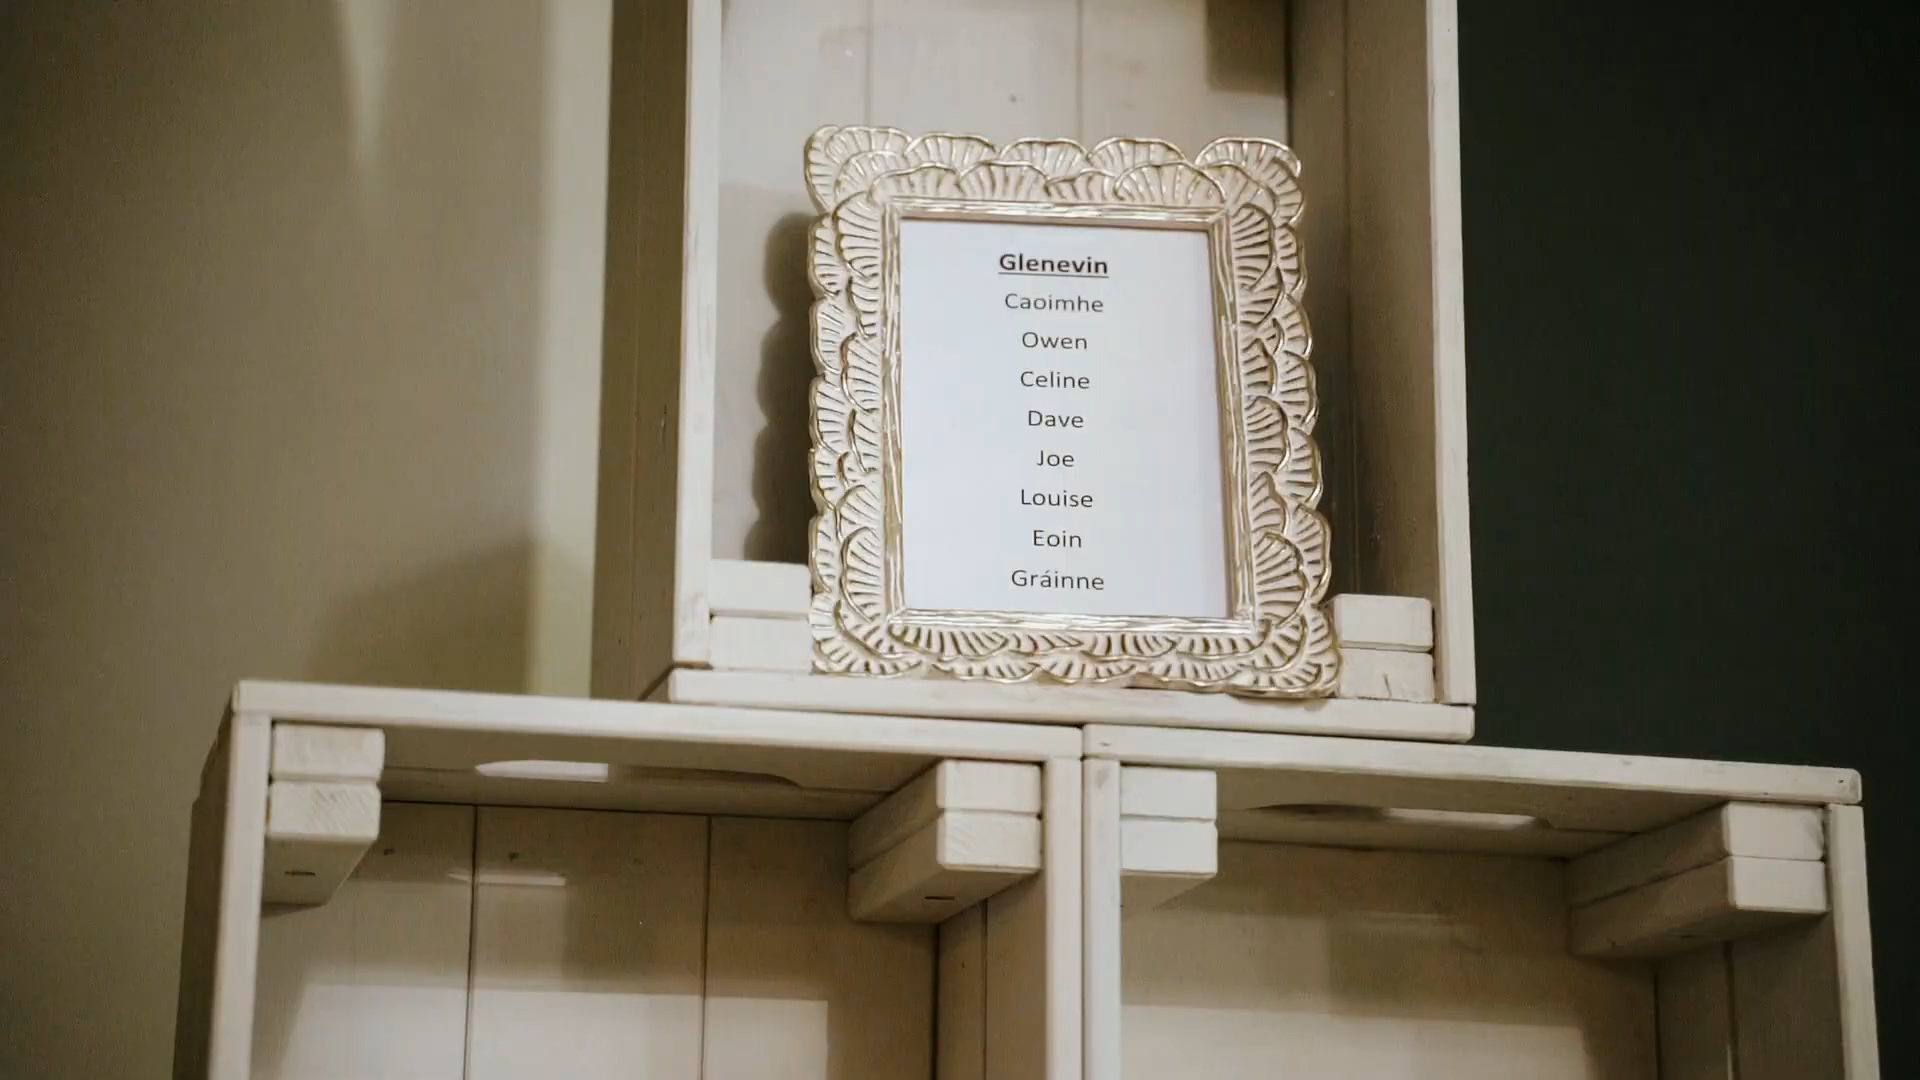 Glenevin
Caoimhe
Owen
Celine
Dave
Joe
Louise
Eoin
Gráinne